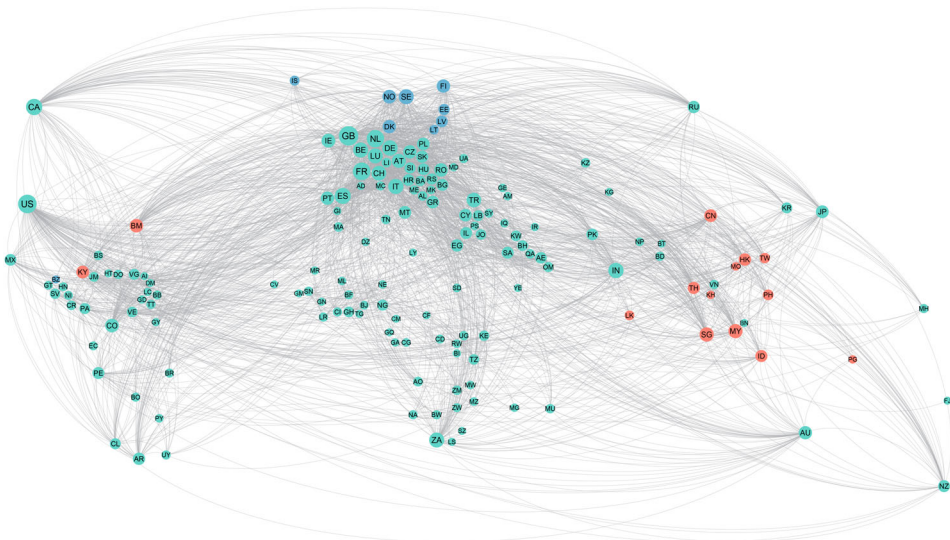 IS
FI
NO
SE
CA
RU
EE
LV
LT
DK
GB
NL
IE
BE
DE
PL
LU
CZ
LI
AT
SK
UA
FR
CH
SI
HU
RO
MD
KZ
HR
BA
RS
BG
AD
MC
IT
ME
MK
GE
KG
PT
ES
AL
GR
TR
AM
US
GI
MT
CY
LB
SY
CN
KR
JP
BM
MA
TN
PS
IQ
IR
IL
JO
KW
PK
NP
BT
DZ
EG
BH
BS
LY
SA
QA
AE
BD
HK
TW
MX
OM
MO
KY
HT
DO
VG
AI
MR
IN
BZ
JM
DM
CV
ML
NE
SD
YE
TH
VN
GT
HN
LC
GM
SN
BF
KH
PH
SV
NI
BB
GD
GN
BJ
NG
MH
CR
PA
VE
TT
LR
CI
GH
TG
CF
LK
CO
GY
CM
SG
MY
BN
GQ
UG
KE
EC
GA
CG
CD
RW
BI
TZ
ID
PG
PE
BR
AO
MW
ZM
BO
MZ
FJ
NA
BW
ZW
MG
MU
PY
SZ
AU
CL
ZA
LS
AR
UY
NZ